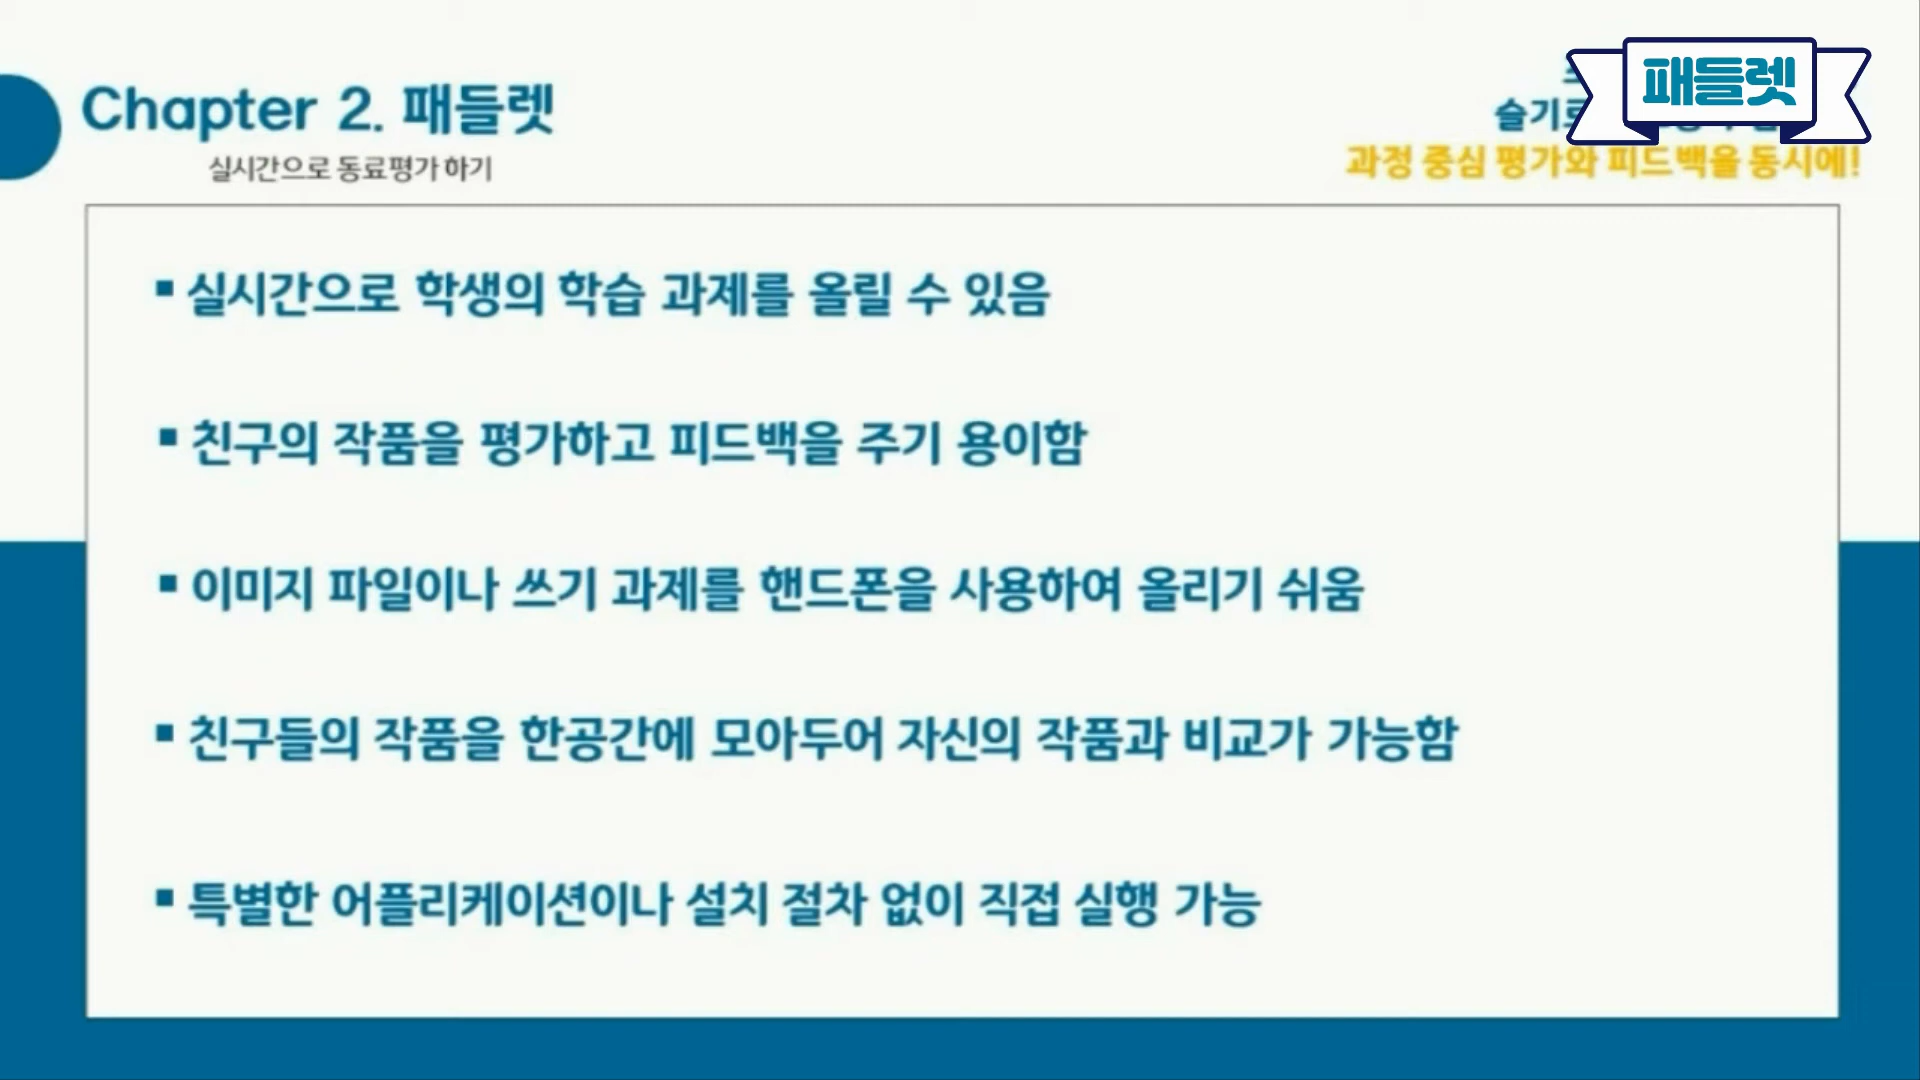 패들렛
Chapter 2. 패들렛
실시간으로 동료평가 하기
과정 중심 평가와 피드백을 동시에!
▪ 실시간으로 학생의 학습 과제를 올릴 수 있음
▪ 친구의 작품을 평가하고 피드백을 주기 용이함
▪ 이미지 파일이나 쓰기 과제를 핸드폰을 사용하여 올리기 쉬움
▪ 친구들의 작품을 한공간에 모아두어 자신의 작품과 비교가 가능함
▪ 특별한 어플리케이션이나 설치 절차 없이 직접 실행 가능